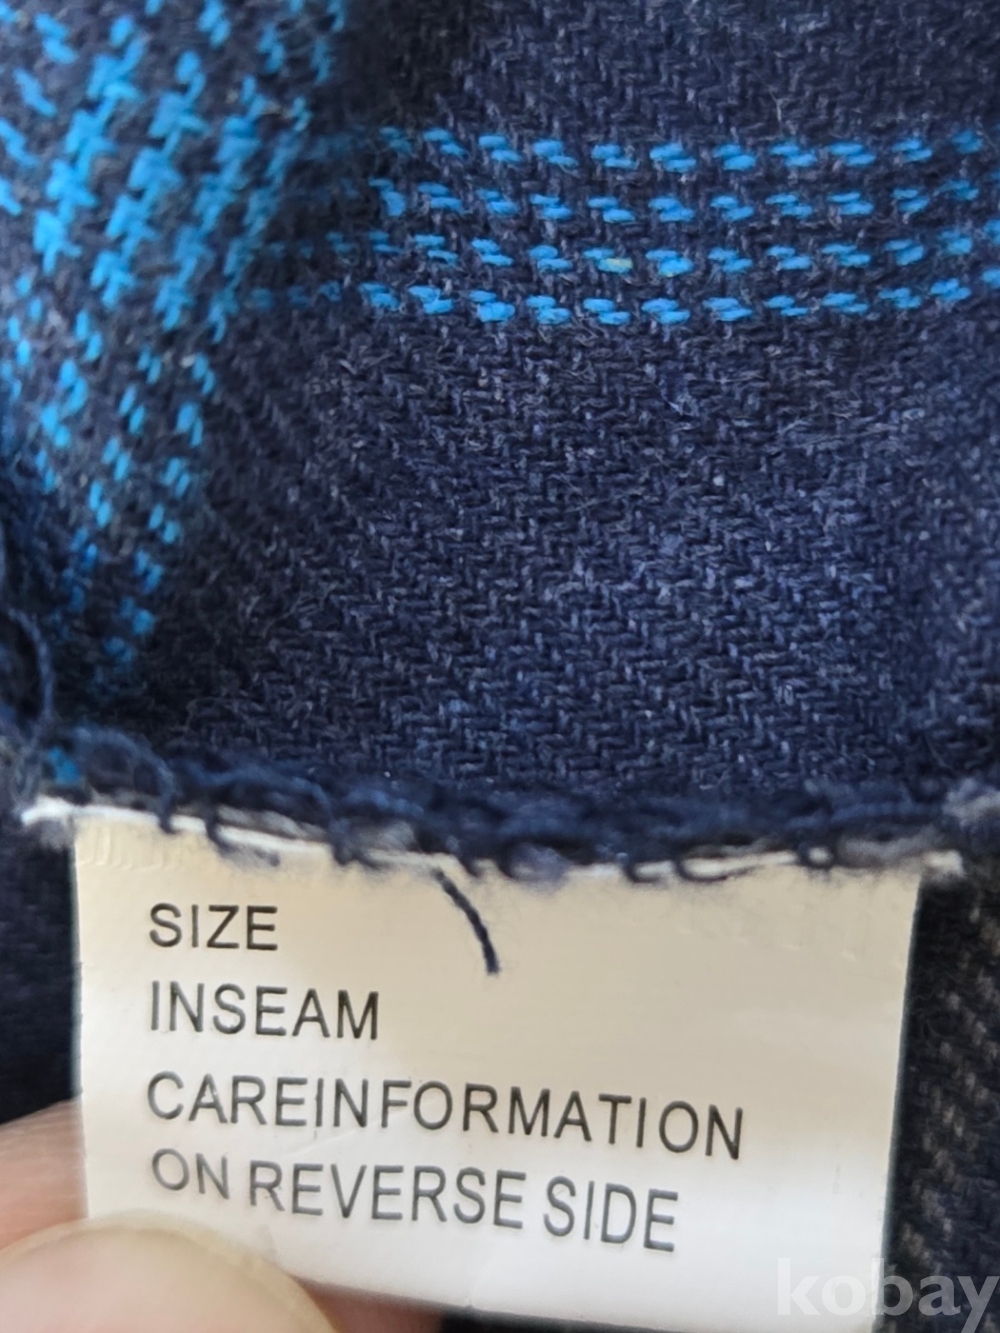 SIZE
INSEAM
CAREINFORMATION
ON REVERSE SIDE
kobay